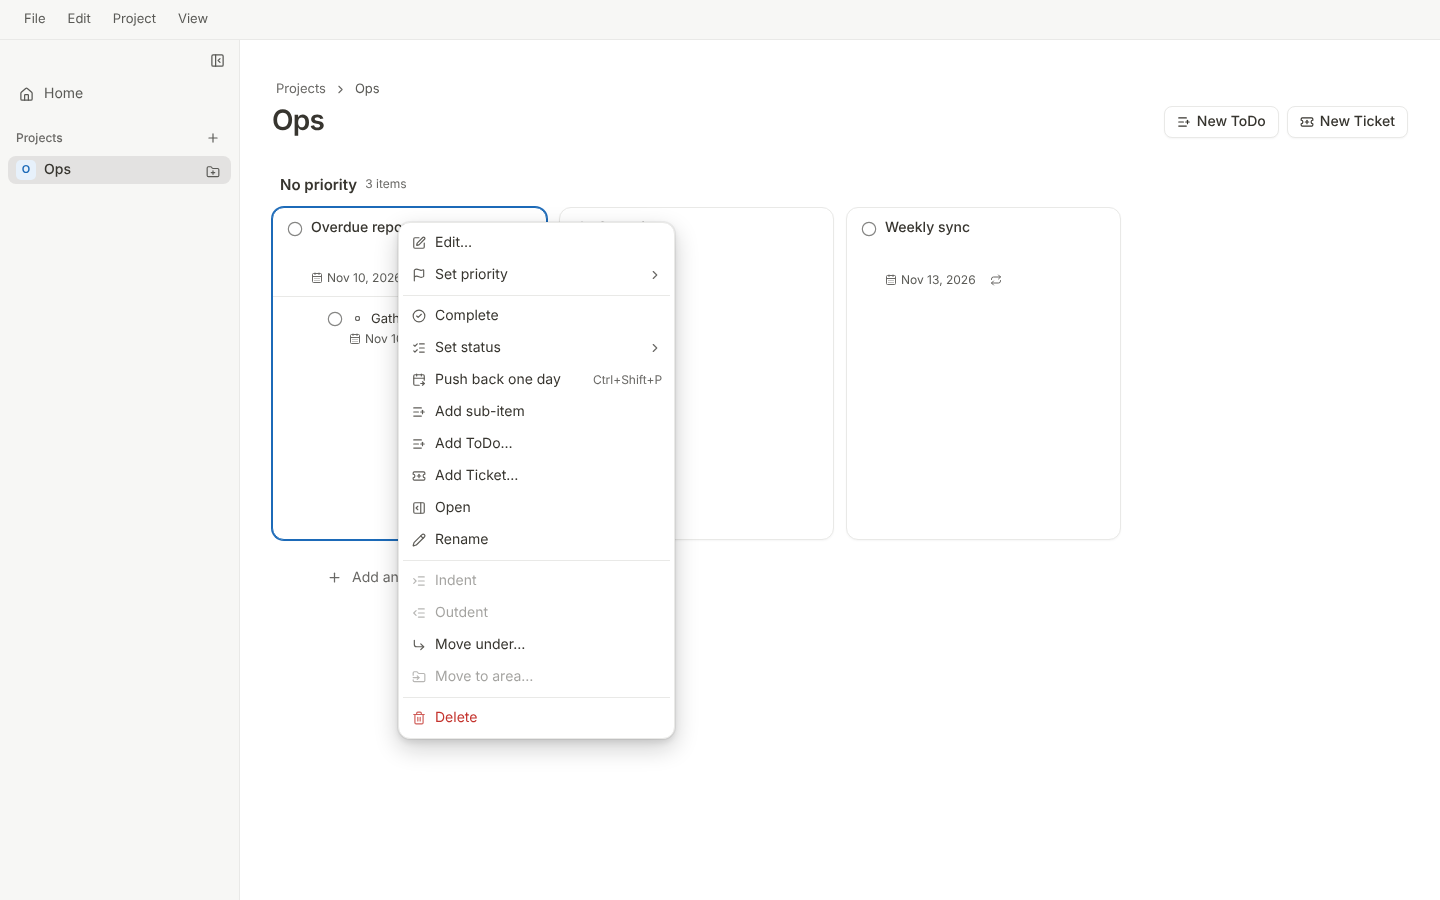 File Edit Project View
Home
Projects
O Ops
Projects > Ops
Ops
New ToDo New Ticket
No priority 3 items
Overdue
Nov 10, 2026
Nov
Add
Weekly sync
Nov 13, 2026
Edit...
Set priority
Complete
Set status
Push back one day Ctrl+Shift+P
Add sub-item
Add ToDo...
Add Ticket...
Open
Rename
Indent
Outdent
Move under...
Move to area...
Delete